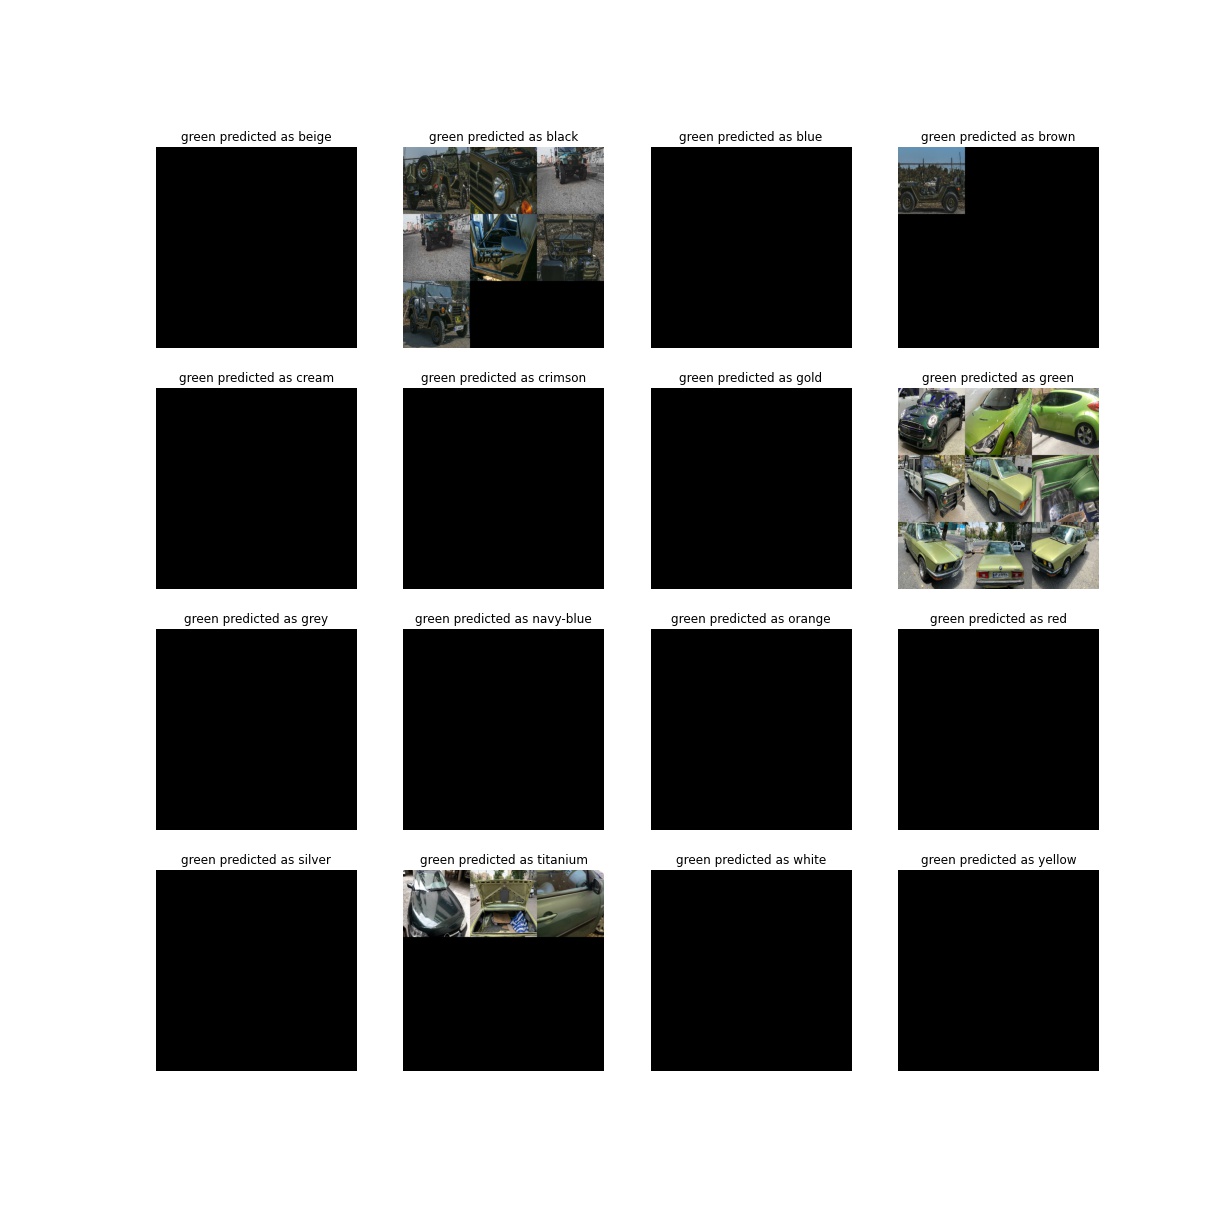 green predicted as beige
green predicted as black
green predicted as blue
green predicted as brown
green predicted as cream
green predicted as crimson
green predicted as gold
green predicted as green
green predicted as grey
green predicted as navy-blue
green predicted as orange
green predicted as red
green predicted as silver
green predicted as titanium
green predicted as white
green predicted as yellow